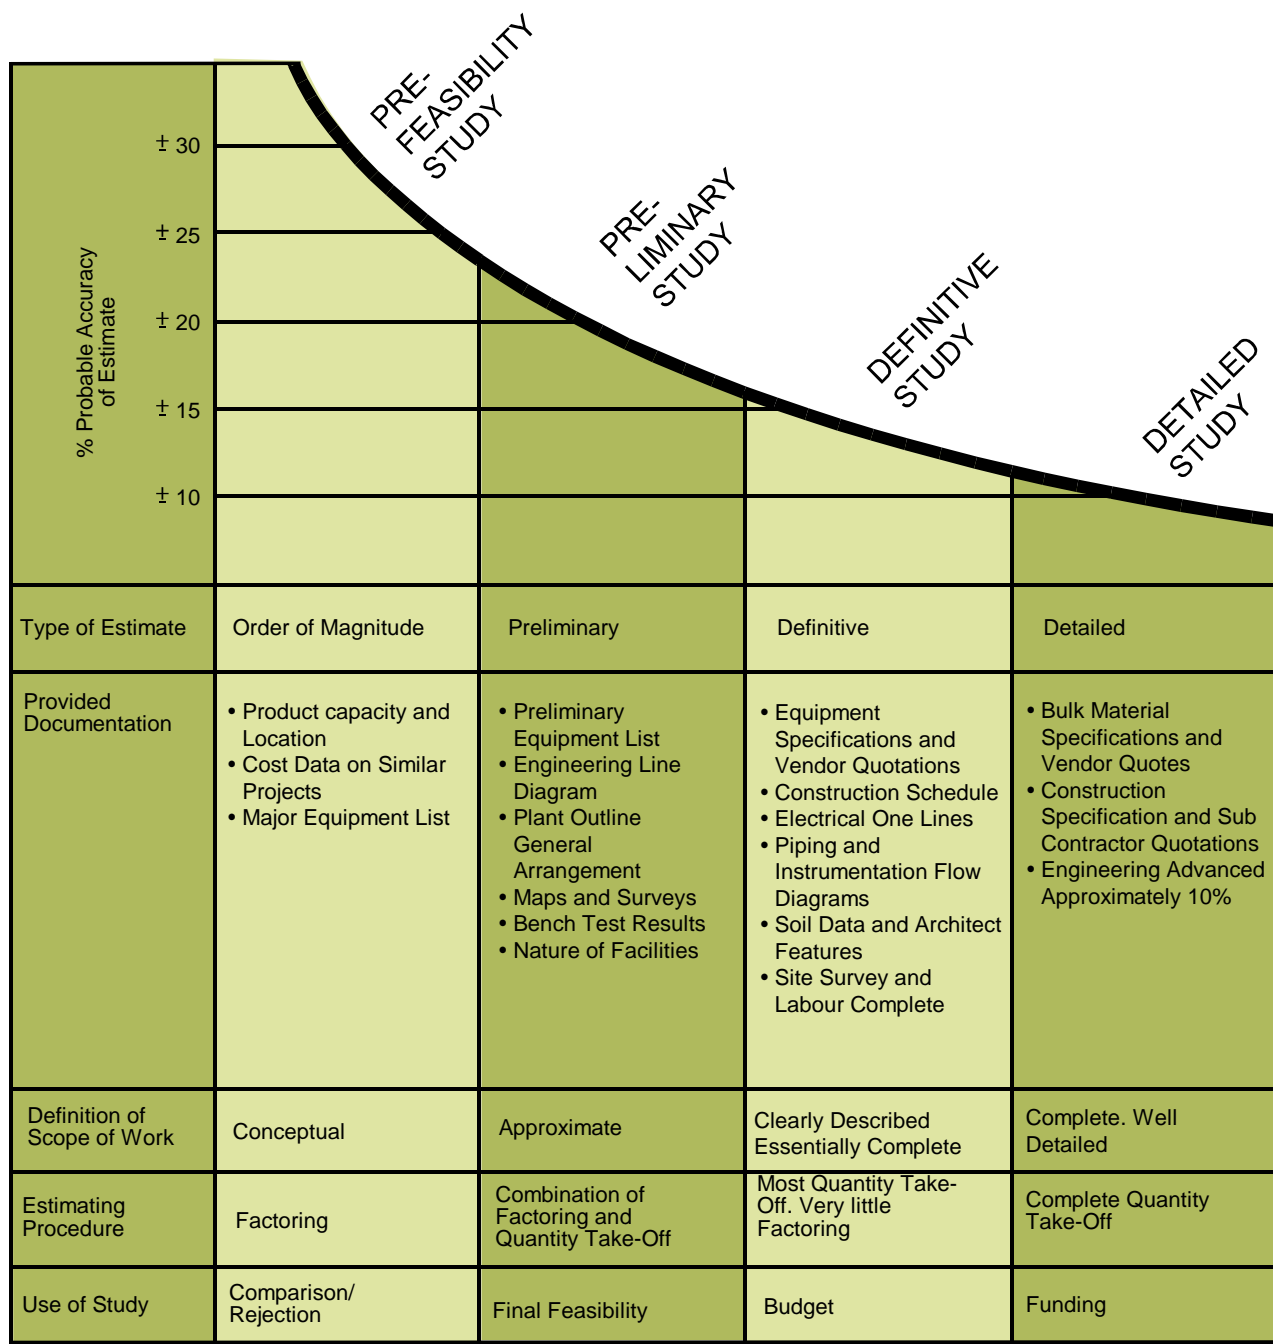 PRE-
FEASIBILITY
STUDY
PRE-
LIMINARY
STUDY
DEFINITIVE
STUDY
DETAILED
STUDY
% Probable Accuracy
of Estimate
± 30
± 25
± 20
± 15
± 10
Type of Estimate
Order of Magnitude
Preliminary
Definitive
Detailed
Provided
Documentation
• Product capacity and
Location
• Cost Data on Similar
Projects
• Major Equipment List
• Preliminary
Equipment List
• Engineering Line
Diagram
• Plant Outline
General
Arrangement
• Maps and Surveys
• Bench Test Results
• Nature of Facilities
• Equipment
Specifications and
Vendor Quotations
• Construction Schedule
• Electrical One Lines
• Piping and
Instrumentation Flow
Diagrams
• Soil Data and Architect
Features
• Site Survey and
Labour Complete
• Bulk Material
Specifications and
Vendor Quotes
• Construction
Specification and Sub
Contractor Quotations
• Engineering Advanced
Approximately 10%
Definition of
Scope of Work
Conceptual
Approximate
Clearly Described
Essentially Complete
Complete. Well
Detailed
Estimating
Procedure
Factoring
Combination of
Factoring and
Quantity Take-Off
Most Quantity Take-
Off. Very little
Factoring
Complete Quantity
Take-Off
Use of Study
Comparison/
Rejection
Final Feasibility
Budget
Funding